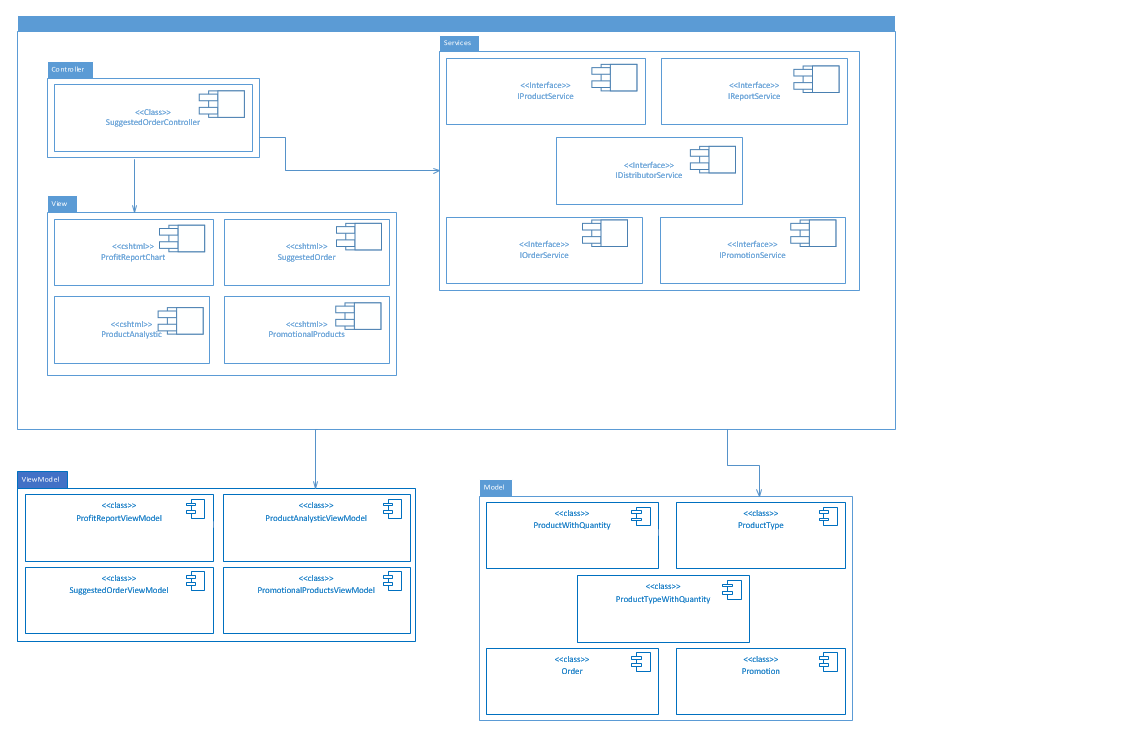 Controller
<<Class>>
SuggestedOrderController
Services
<<Interface>>
IProductService
<<Interface>>
IReportService
<<Interface>>
IDistributorService
<<Interface>>
IOrderService
<<Interface>>
IPromotionService
View
<<cshtml>>
ProfitReportChart
<<cshtml>>
SuggestedOrder
<<cshtml>>
ProductAnalystic
<<cshtml>>
PromotionalProducts
ViewModel
<<class>>
ProfitReportViewModel
<<class>>
ProductAnalysticViewModel
<<class>>
SuggestedOrderViewModel
<<class>>
PromotionalProductsViewModel
Model
<<class>>
ProductWithQuantity
<<class>>
ProductType
<<class>>
ProductTypeWithQuantity
<<class>>
Order
<<class>>
Promotion